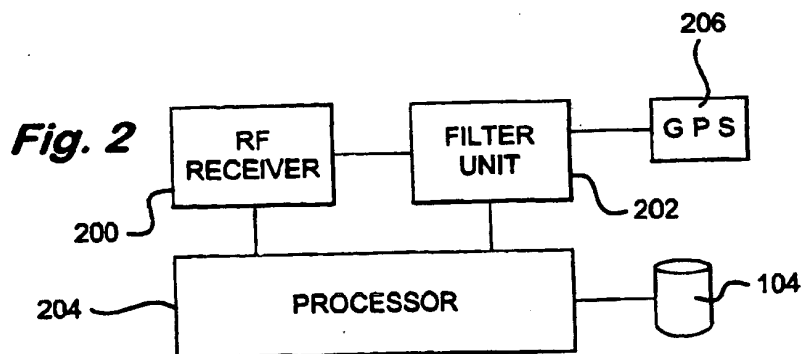 206
Fig. 2
RF
RECEIVER
FILTER
UNIT
G P S
200
202
204
PROCESSOR
104